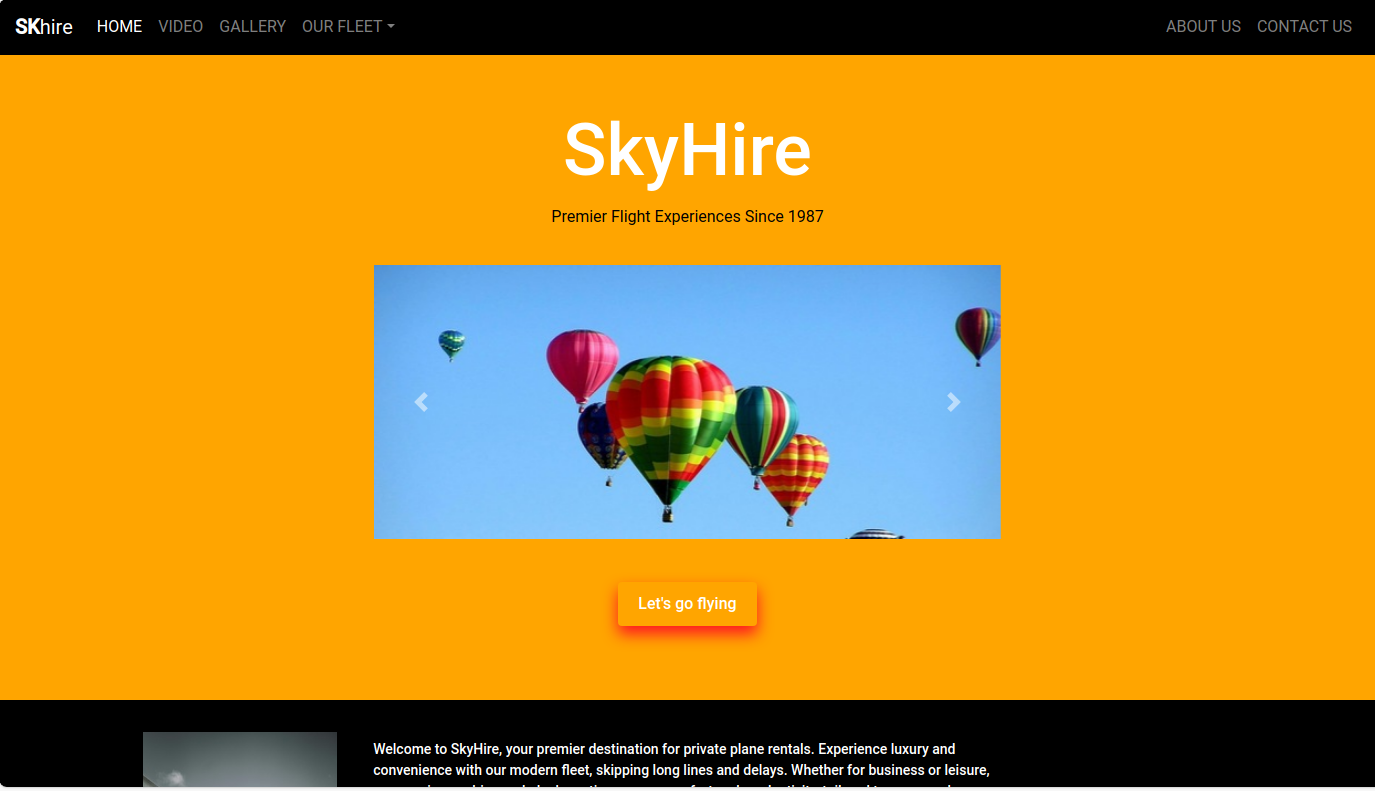 SKhire HOME VIDEO GALLERY OUR FLEET ABOUT US CONTACT US
SkyHire
Premier Flight Experiences Since 1987
Let's go flying
Welcome to SkyHire, your premier destination for private plane rentals. Experience luxury and
convenience with our modern fleet, skipping long lines and delays. Whether for business or leisure,